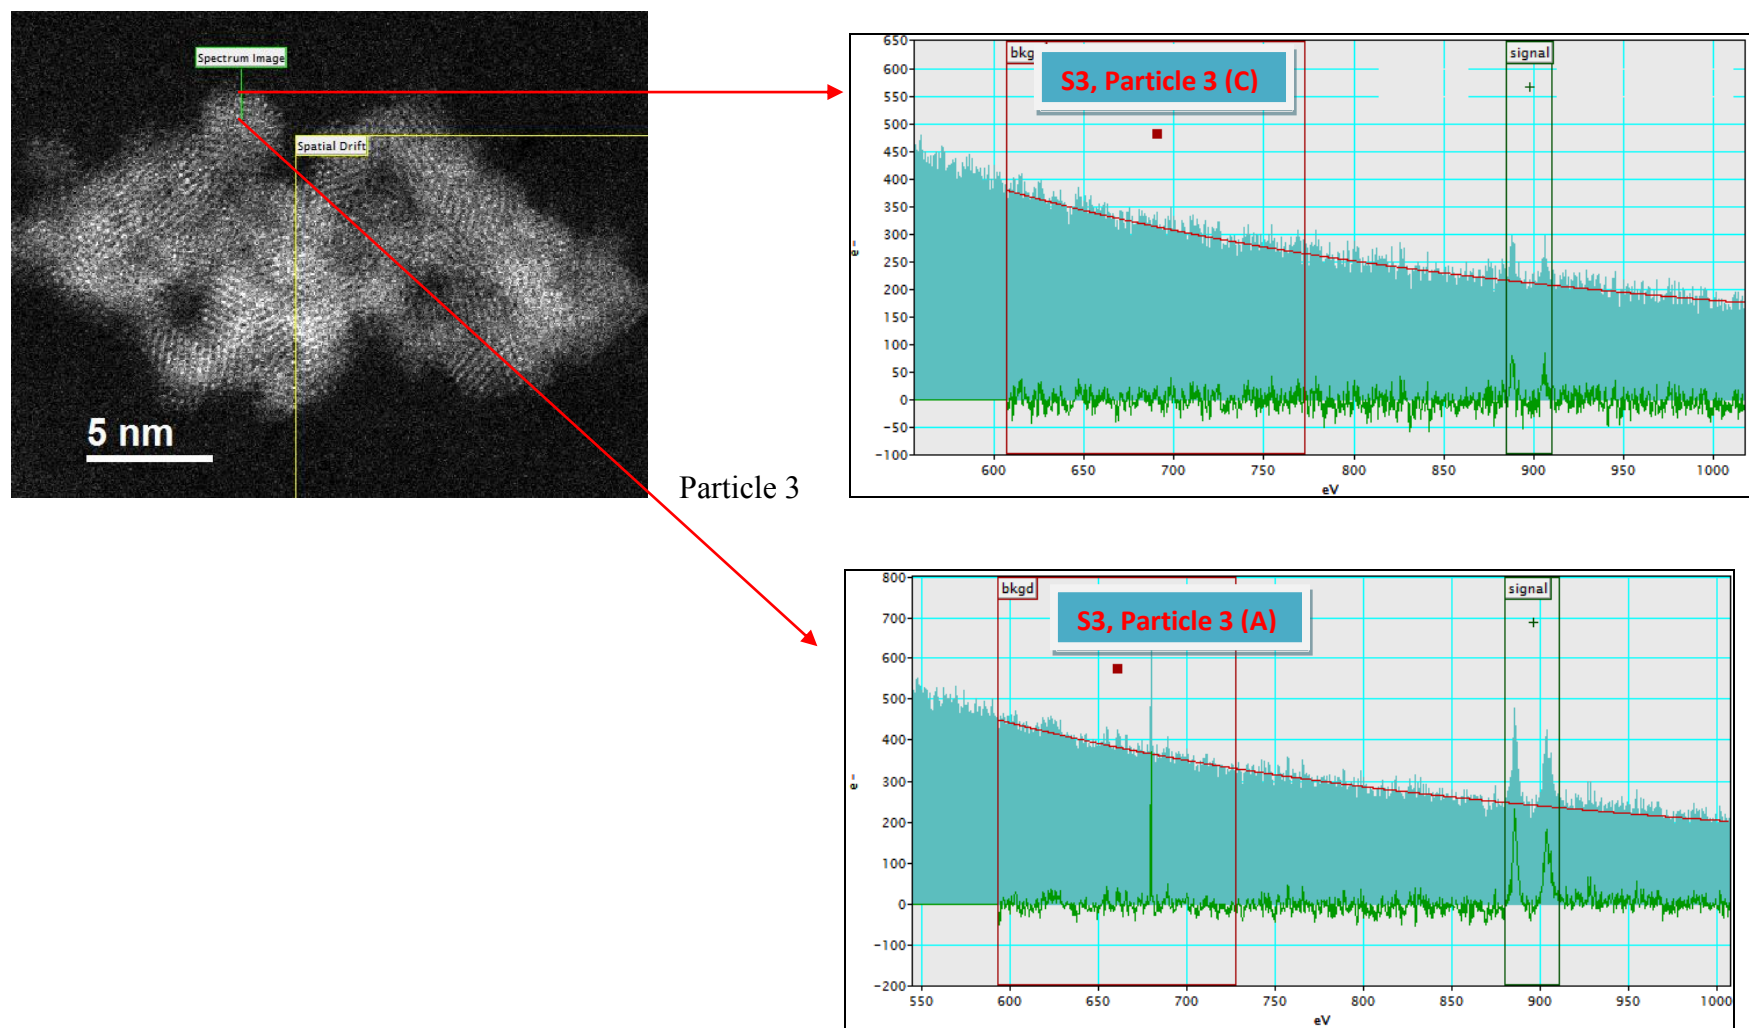 Spectrum Image
Spatial Drift
5 nm
Particle 3
bkg
S3, Particle 3 (C)
signal
650
600
550
500
450
400
350
300
250
200
150
100
50
0
-50
-100
e-
600 650 700 750 800 850 900 950 1000
eV
bkgd
S3, Particle 3 (A)
signal
800
700
600
500
400
300
200
100
0
-100
-200
e-
550 600 650 700 750 800 850 900 950 1000
eV